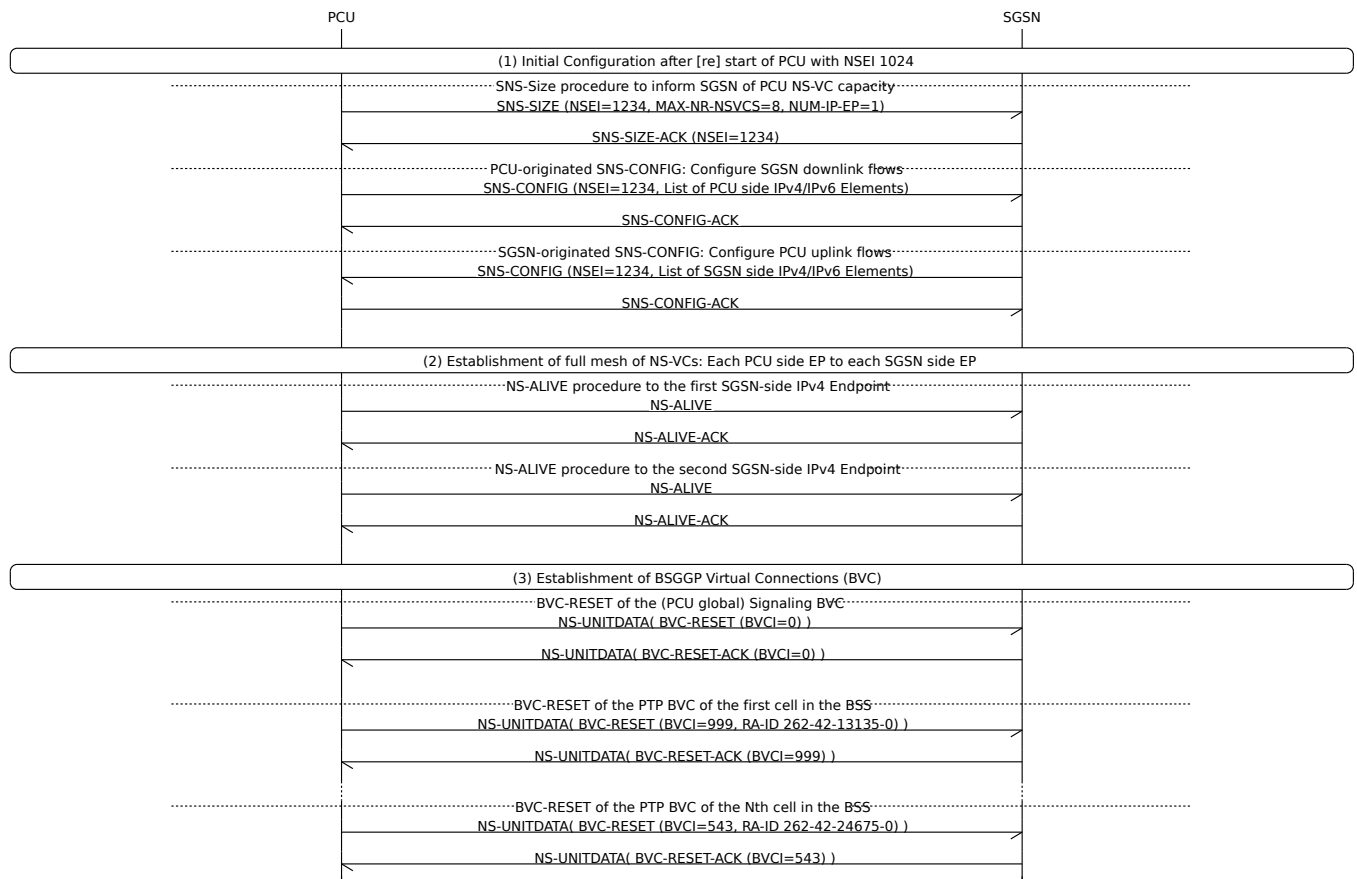 PCU
SGSN
(1) Initial Configuration after [re] start of PCU with NSEI 1024
SNS-Size procedure to inform SGSN of PCU NS-VC capacity
SNS-SIZE (NSEI=1234, MAX-NR-NSVCS=8, NUM-IP-EP=1)
SNS-SIZE-ACK (NSEI=1234)
PCU-originated SNS-CONFIG: Configure SGSN downlink flows
SNS-CONFIG (NSEI=1234, List of PCU side IPv4/IPv6 Elements)
SNS-CONFIG-ACK
SGSN-originated SNS-CONFIG: Configure PCU uplink flows
SNS-CONFIG (NSEI=1234, List of SGSN side IPv4/IPv6 Elements)
SNS-CONFIG-ACK
(2) Establishment of full mesh of NS-VCs: Each PCU side EP to each SGSN side EP
NS-ALIVE procedure to the first SGSN-side IPv4 Endpoint
NS-ALIVE
NS-ALIVE-ACK
NS-ALIVE procedure to the second SGSN-side IPv4 Endpoint
NS-ALIVE
NS-ALIVE-ACK
(3) Establishment of BSGGP Virtual Connections (BVC)
BVC-RESET of the (PCU global) Signaling BVC
NS-UNITDATA( BVC-RESET (BVCI=0) )
NS-UNITDATA( BVC-RESET-ACK (BVCI=0) )
BVC-RESET of the PTP BVC of the first cell in the BSS
NS-UNITDATA( BVC-RESET (BVCI=999, RA-ID 262-42-13135-0) )
NS-UNITDATA( BVC-RESET-ACK (BVCI=999) )
BVC-RESET of the PTP BVC of the Nth cell in the BSS
NS-UNITDATA( BVC-RESET (BVCI=543, RA-ID 262-42-24675-0) )
NS-UNITDATA( BVC-RESET-ACK (BVCI=543) )